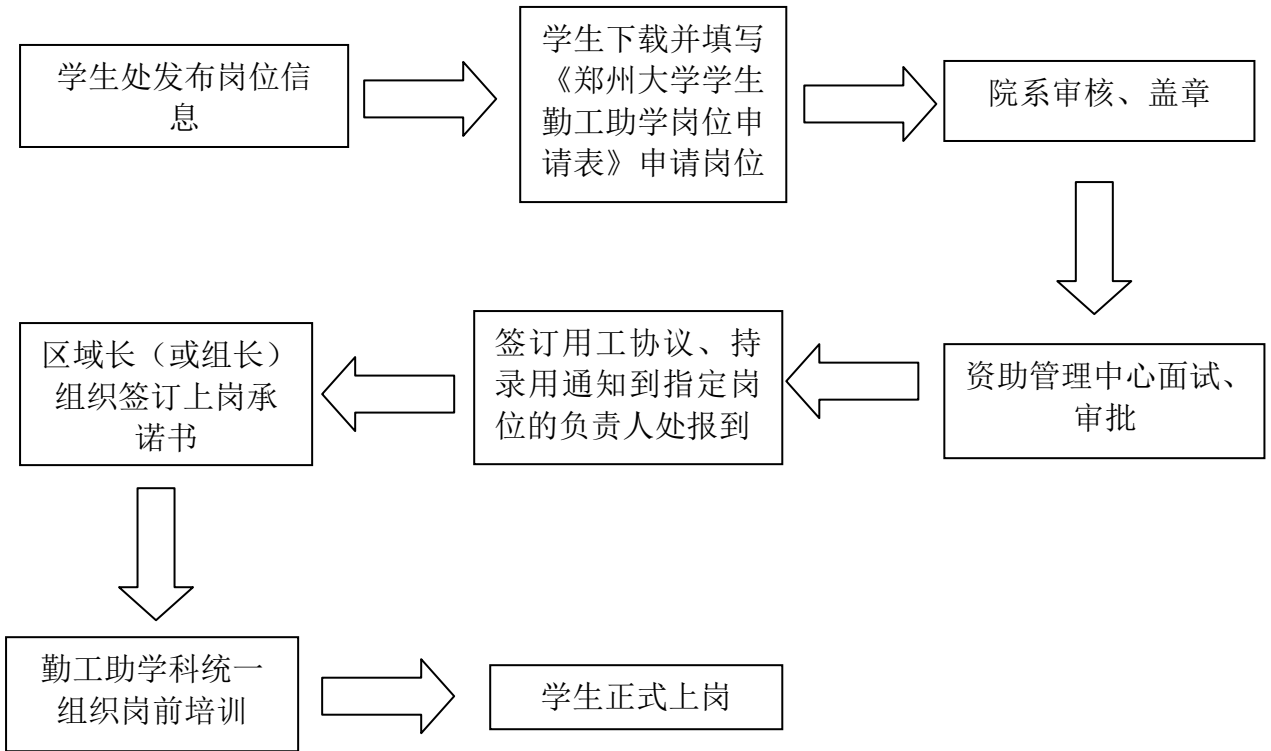 学生处发布岗位信
息
学生下载并填写
《郑州大学学生
勤工助学岗位申
请表》申请岗位
院系审核、盖章
资助管理中心面试、
审批
签订用工协议、持
录用通知到指定岗
位的负责人处报到
区域长（或组长）
组织签订上岗承
诺书
勤工助学科统一
组织岗前培训
学生正式上岗